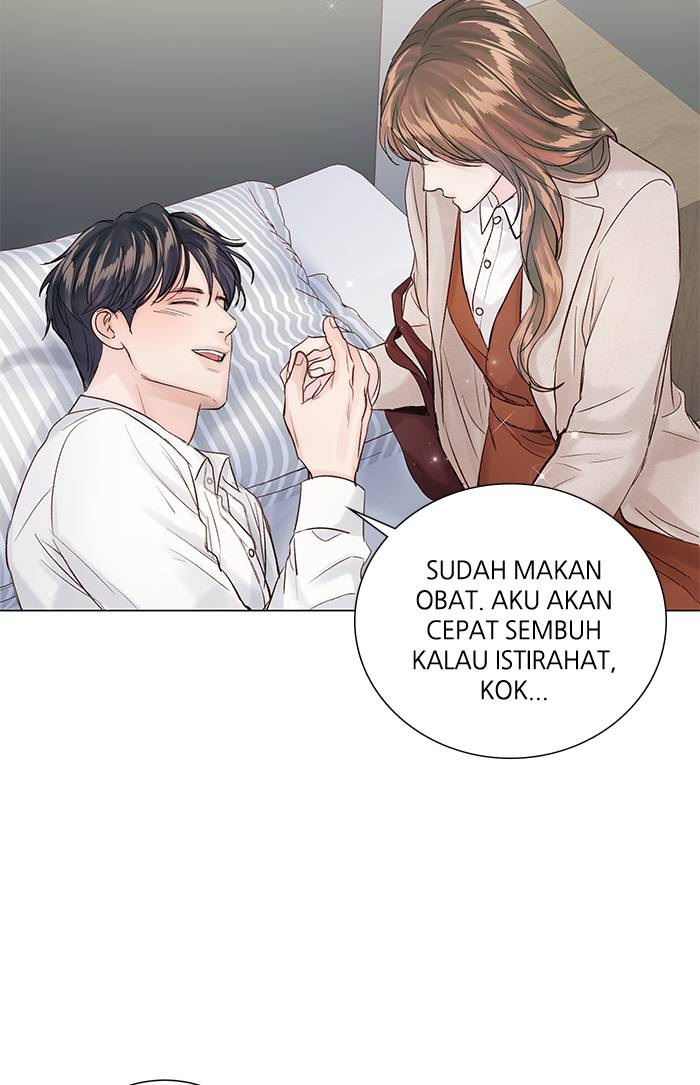 SUDAH MAKAN
OBAT. AKU AKAN
CEPAT SEMBUH
KALAU ISTIRAHAT,
KOK...